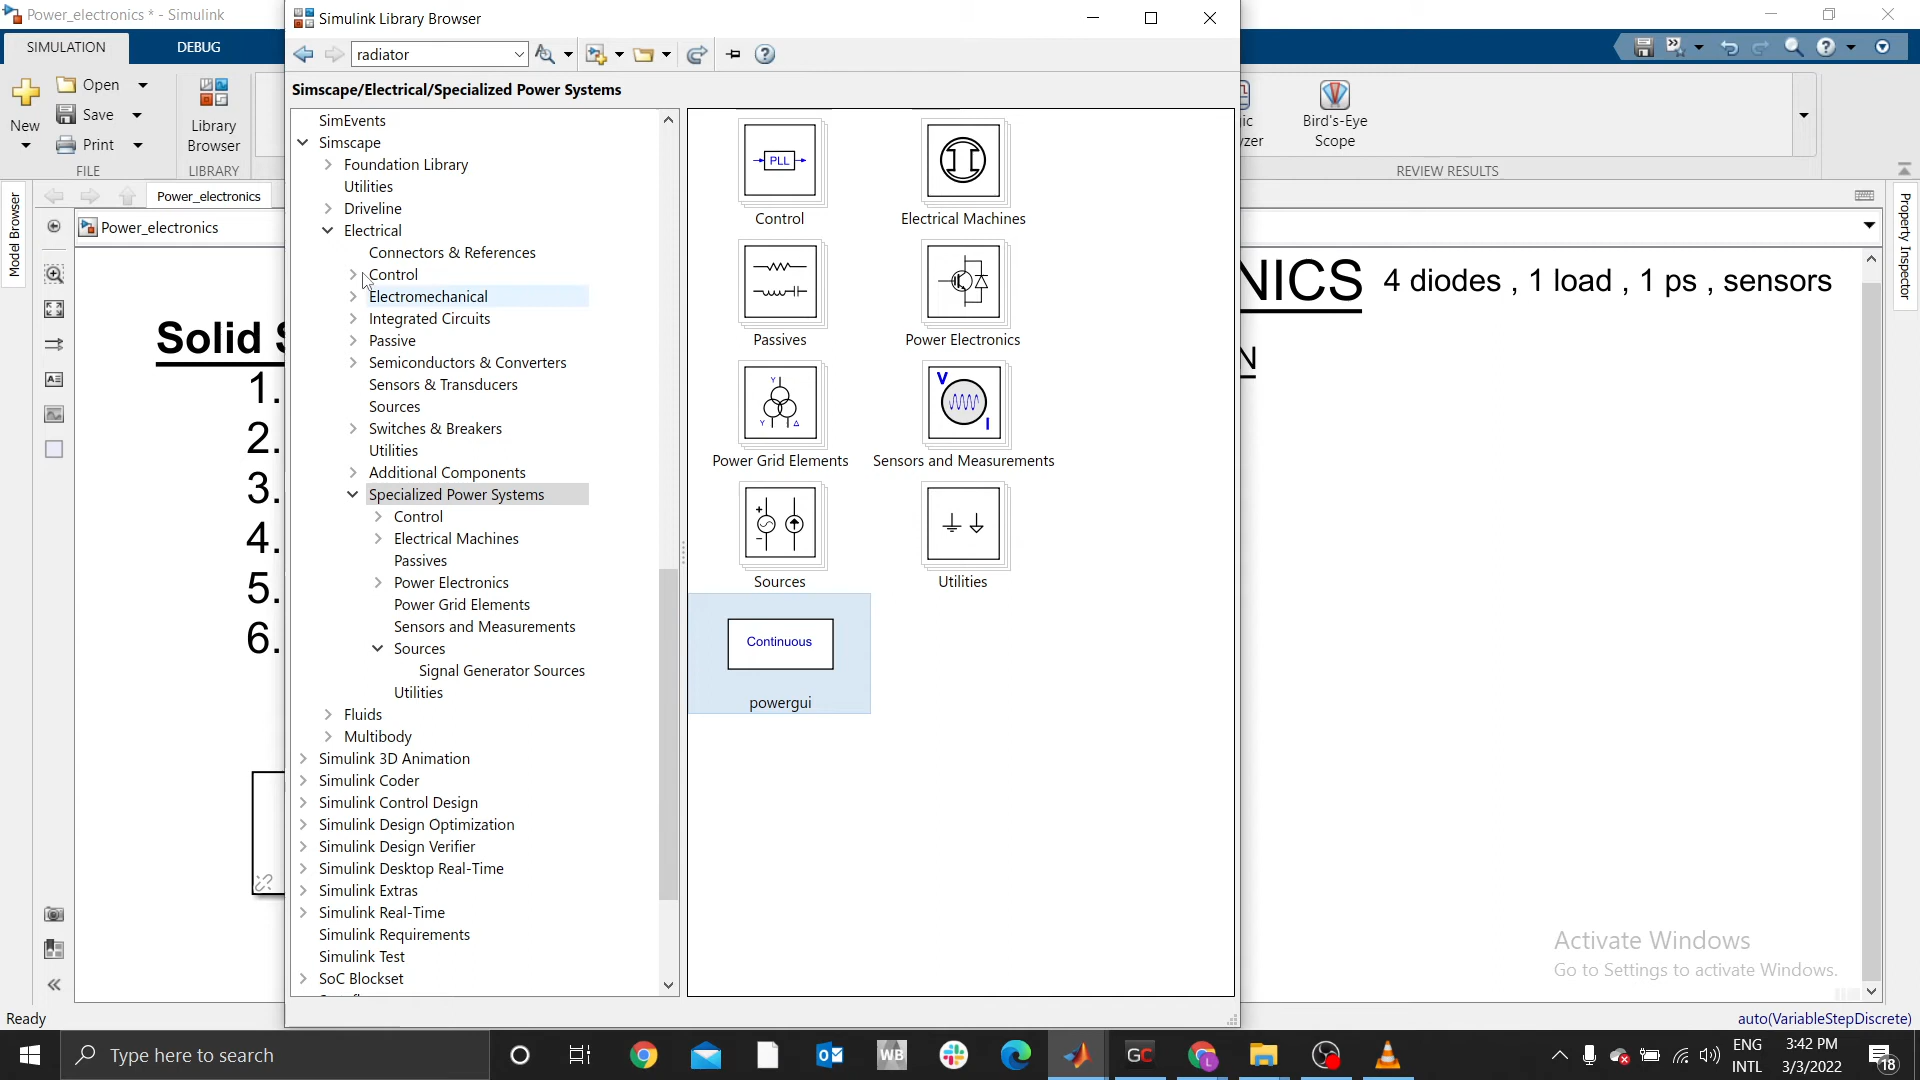 Power_electronics * - Simulink
Simulink Library Browser
SIMULATION
DEBUG
radiator
New
Open
Save
Print
FILE
Library
Browser
LIBRARY
Bird's-Eye
Scope
REVIEW RESULTS
Simscape/Electrical/Specialized Power Systems
Model Browser
Property Inspector
Power_electronics
Power_electronics
SimEvents
Simscape
Foundation Library
Utilities
Driveline
Electrical
Connectors & References
Control
Electromechanical
Integrated Circuits
Passive
Semiconductors & Converters
Sensors & Transducers
Sources
Switches & Breakers
Utilities
Additional Components
Specialized Power Systems
Control
Electrical Machines
Passives
Power Electronics
Power Grid Elements
Sensors and Measurements
Sources
Signal Generator Sources
Utilities
Fluids
Multibody
Simulink 3D Animation
Simulink Coder
Simulink Control Design
Simulink Design Optimization
Simulink Design Verifier
Simulink Desktop Real-Time
Simulink Extras
Simulink Real-Time
Simulink Requirements
Simulink Test
SoC Blockset
PLL
Control
Electrical Machines
Passives
Power Electronics
Y
Y
V
I
Power Grid Elements
Sensors and Measurements
Sources
Utilities
Continuous
powergui
NICS 4 diodes , 1 load , 1 ps , sensors
N
Solid
1.
2.
3.
4.
5.
6.
Activate Windows
Go to Settings to activate Windows.
Ready
auto(VariableStepDiscrete)
Type here to search
WB
GC
L
ENG
INTL
3:42 PM
3/3/2022
18